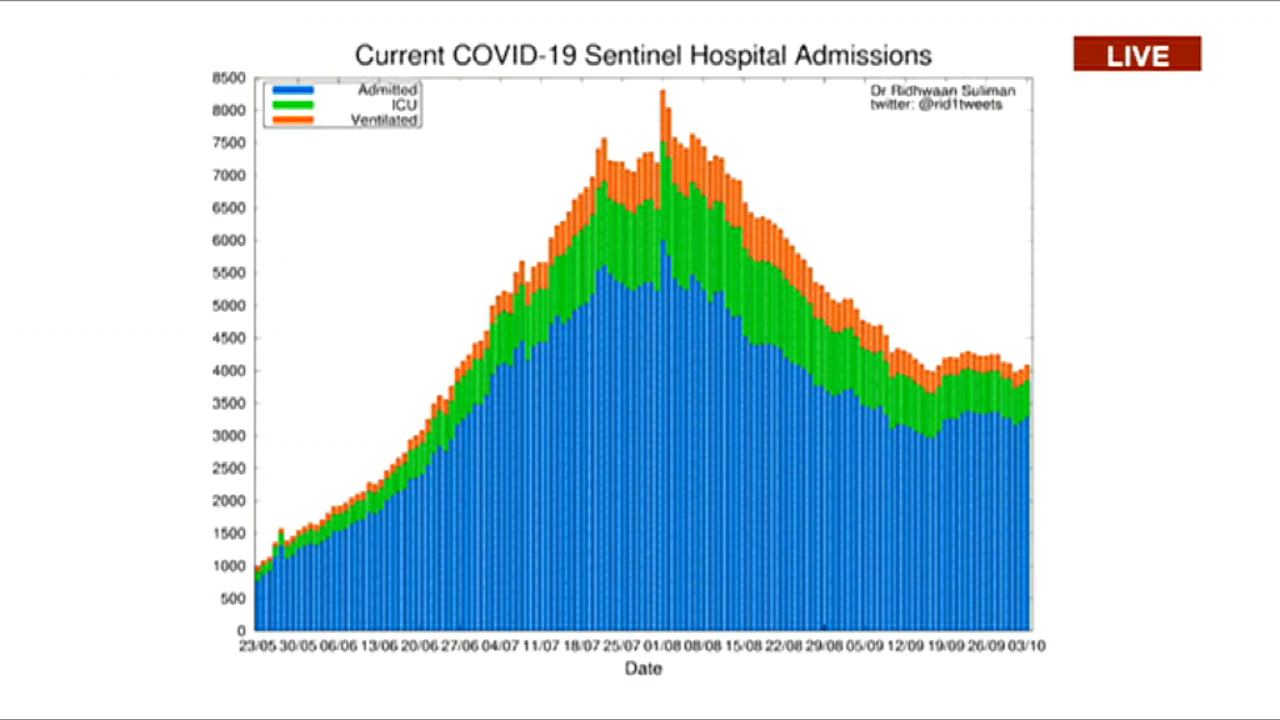 Current COVID-19 Sentinel Hospital Admissions
LIVE
Admitted
ICU
Ventilated
Dr Ridhwaan Suliman
twitter: @rid1tweets
8500
8000
7500
7000
6500
6000
5500
5000
4500
4000
3500
3000
2500
2000
1500
1000
500
0
23/05 30/05 06/06 13/06 20/06 27/06 04/07 11/07 18/07 25/07 01/08 08/08 15/08 22/08 29/08 05/09 12/09 19/09 26/09 03/10
Date